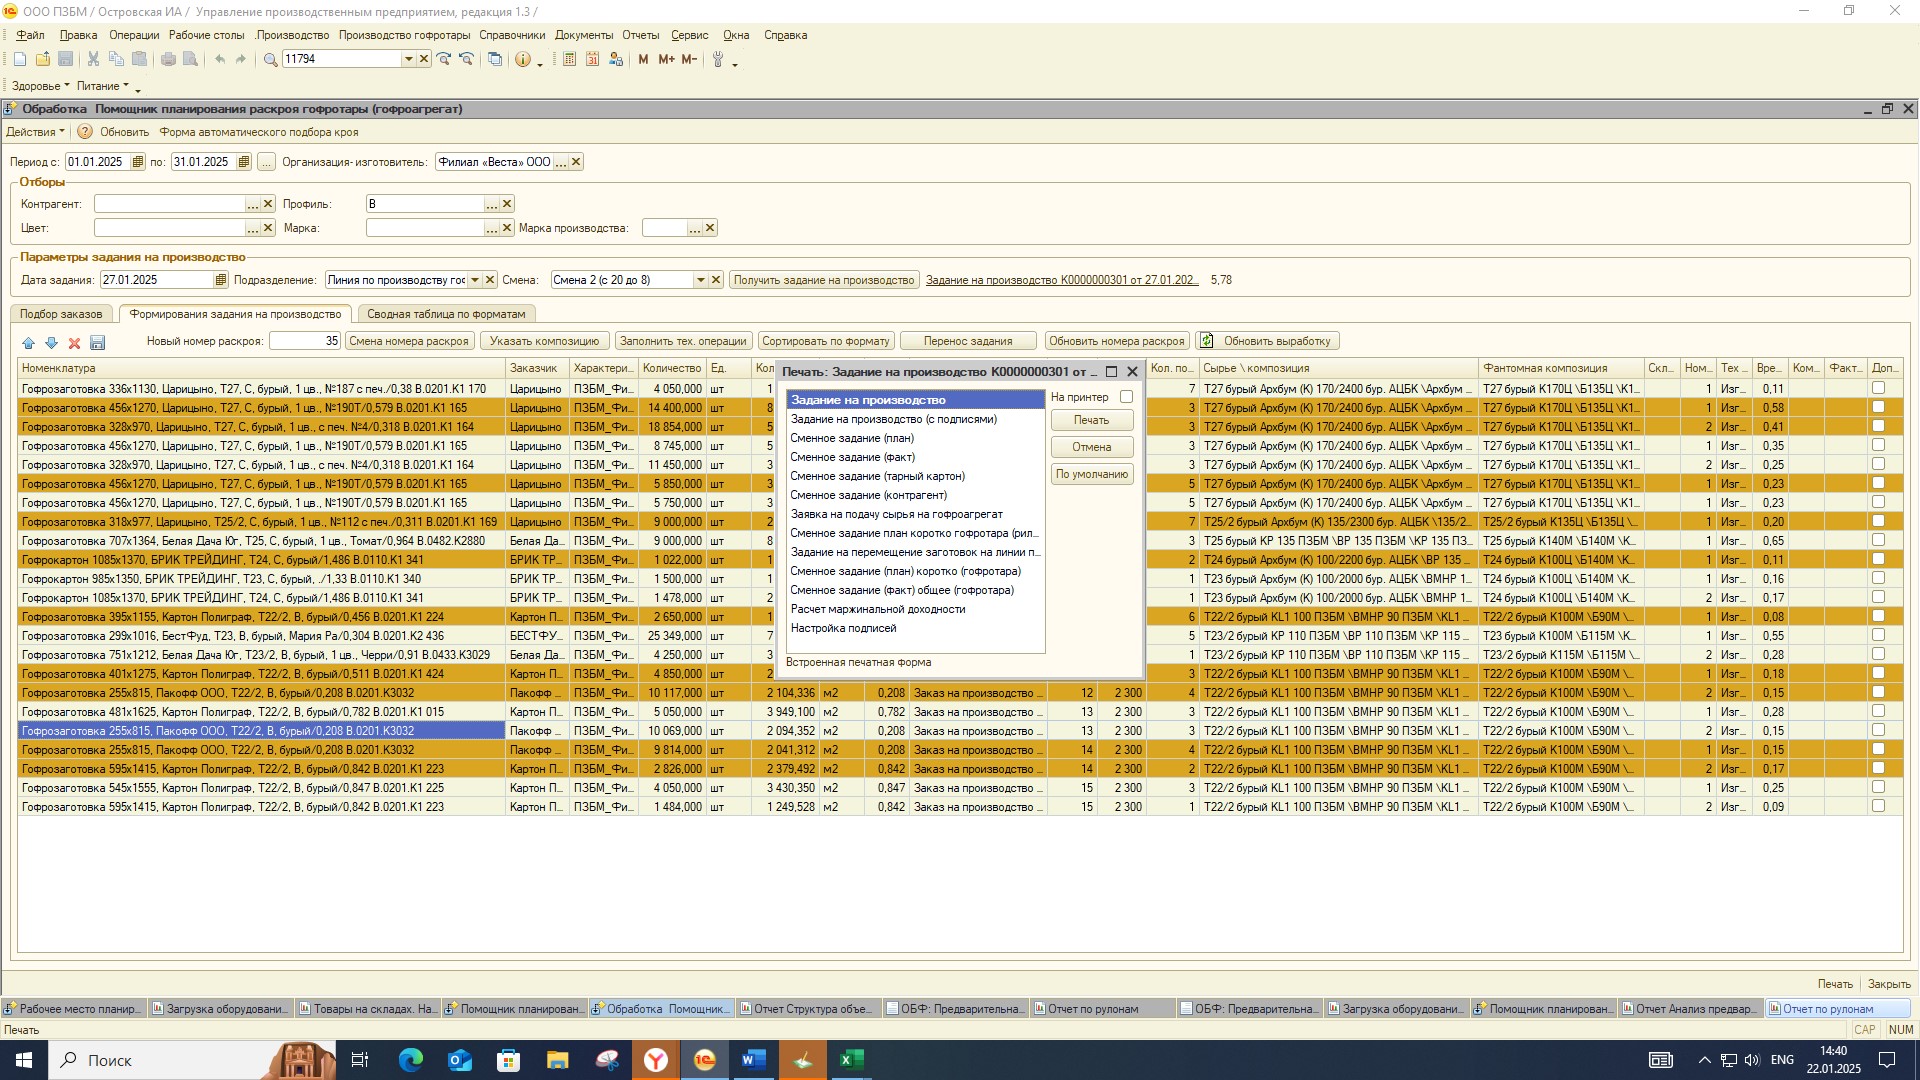 ООО ПЗБМ / Островская ИА / Управление производственным предприятием, редакция 1.3 /
Файл Правка Операции Рабочие столы .Производство Производство гофротары Справочники Документы Отчеты Сервис Окна Справка
11794 M M+ M-
Здоровье Питание
Обработка Помощник планирования раскроя гофротары (гофроагрегат)
Действия Обновить Форма автоматического подбора кроя
Период с: 01.01.2025 по: 31.01.2025 ... Организация-изготовитель: Филиал «Веста» ООО ...
Отборы
Контрагент: ... Профиль: В ...
Цвет: ... Марка: ... Марка производства: ...
Параметры задания на производство
Дата задания: 27.01.2025 Подразделение: Линия по производству гос Смена: Смена 2 (с 20 до 8) Получить задание на производство Задание на производство К0000000301 от 27.01.202... 5,78
Подбор заказов Формирования задания на производство Сводная таблица по форматам
Новый номер раскроя: 35 Смена номера раскроя Указать композицию Заполнить тех. операции Сортировать по формату Перенос задания Обновить номера раскроя Обновить выработку
Номенклатура Заказчик Характери... Количество Ед. Кол Кол. по... Сырье \ композиция Фантомная композиция Скл... Ном... Тех ... Вре... Ком... Факт... Доп...
Гофрозаготовка 336х1130, Царицыно, Т27, С, бурый, 1 цв., №187 с печ./0,38 В.0201.К1 170 Царицыно ПЗБМ_Фи... 4 050,000 шт 1 7 Т27 бурый Архбум (К) 170/2400 бур. АЦБК \Архбум ... Т27 бурый К170Ц \Б135Ц \К1... 1 Изг... 0,11
Гофрозаготовка 456х1270, Царицыно, Т27, С, бурый, 1 цв., №190Т/0,579 В.0201.К1 165 Царицыно ПЗБМ_Фи... 14 400,000 шт 8 3 Т27 бурый Архбум (К) 170/2400 бур. АЦБК \Архбум ... Т27 бурый К170Ц \Б135Ц \К1... 1 Изг... 0,58
Гофрозаготовка 328х970, Царицыно, Т27, С, бурый, 1 цв., с печ. №4/0,318 В.0201.К1 164 Царицыно ПЗБМ_Фи... 18 854,000 шт 5 3 Т27 бурый Архбум (К) 170/2400 бур. АЦБК \Архбум ... Т27 бурый К170Ц \Б135Ц \К1... 2 Изг... 0,41
Гофрозаготовка 456х1270, Царицыно, Т27, С, бурый, 1 цв., №190Т/0,579 В.0201.К1 165 Царицыно ПЗБМ_Фи... 8 745,000 шт 5 3 Т27 бурый Архбум (К) 170/2400 бур. АЦБК \Архбум ... Т27 бурый К170Ц \Б135Ц \К1... 1 Изг... 0,35
Гофрозаготовка 328х970, Царицыно, Т27, С, бурый, 1 цв., с печ. №4/0,318 В.0201.К1 164 Царицыно ПЗБМ_Фи... 11 450,000 шт 3 3 Т27 бурый Архбум (К) 170/2400 бур. АЦБК \Архбум ... Т27 бурый К170Ц \Б135Ц \К1... 2 Изг... 0,25
Гофрозаготовка 456х1270, Царицыно, Т27, С, бурый, 1 цв., №190Т/0,579 В.0201.К1 165 Царицыно ПЗБМ_Фи... 5 850,000 шт 3 5 Т27 бурый Архбум (К) 170/2400 бур. АЦБК \Архбум ... Т27 бурый К170Ц \Б135Ц \К1... 1 Изг... 0,23
Гофрозаготовка 456х1270, Царицыно, Т27, С, бурый, 1 цв., №190Т/0,579 В.0201.К1 165 Царицыно ПЗБМ_Фи... 5 750,000 шт 3 5 Т27 бурый Архбум (К) 170/2400 бур. АЦБК \Архбум ... Т27 бурый К170Ц \Б135Ц \К1... 1 Изг... 0,23
Гофрозаготовка 318х977, Царицыно, Т25/2, С, бурый, 1 цв., №112 с печ./0,311 В.0201.К1 169 Царицыно ПЗБМ_Фи... 9 000,000 шт 2 7 Т25/2 бурый Архбум (К) 135/2300 бур. АЦБК \135/2... Т25/2 бурый К135Ц \Б135Ц \... 1 Изг... 0,20
Гофрозаготовка 707х1364, Белая Дача Юг, Т25, С, бурый, 1 цв., Томат/0,964 В.0482.К2880 Белая Да... ПЗБМ_Фи... 9 000,000 шт 8 3 Т25 бурый КР 135 ПЗБМ \ВР 135 ПЗБМ \КР 135 ПЗ... Т25 бурый К140М \Б140М \К... 1 Изг... 0,65
Гофрокартон 1085х1370, БРИК ТРЕЙДИНГ, Т24, С, бурый/1,486 В.0110.К1 341 БРИК ТР... ПЗБМ_Фи... 1 022,000 шт 1 2 Т24 бурый Архбум (К) 100/2200 бур. АЦБК \ВР 135 ... Т24 бурый К100Ц \Б140М \К... 1 Изг... 0,11
Гофрокартон 985х1350, БРИК ТРЕЙДИНГ, Т23, С, бурый, ./1,33 В.0110.К1 340 БРИК ТР... ПЗБМ_Фи... 1 500,000 шт 1 1 Т23 бурый Архбум (К) 100/2000 бур. АЦБК \ВМНР 1... Т23 бурый К100Ц \Б140М \К... 1 Изг... 0,16
Гофрокартон 1085х1370, БРИК ТРЕЙДИНГ, Т24, С, бурый/1,486 В.0110.К1 341 БРИК ТР... ПЗБМ_Фи... 1 478,000 шт 2 1 Т23 бурый Архбум (К) 100/2000 бур. АЦБК \ВМНР 1... Т24 бурый К100Ц \Б140М \К... 2 Изг... 0,17
Гофрозаготовка 395х1155, Картон Полиграф, Т22/2, В, бурый/0,456 В.0201.К1 224 Картон П... ПЗБМ_Фи... 2 650,000 шт 1 6 Т22/2 бурый KL1 100 ПЗБМ \ВМНР 90 ПЗБМ \KL1 ... Т22/2 бурый К100М \Б90М \... 1 Изг... 0,08
Гофрозаготовка 299х1016, БестФуд, Т23, В, бурый, Мария Ра/0,304 В.0201.К2 436 БЕСТФУ... ПЗБМ_Фи... 25 349,000 шт 7 5 Т23/2 бурый КР 110 ПЗБМ \ВР 110 ПЗБМ \КР 115 ... Т23 бурый К100М \Б115М \К... 1 Изг... 0,55
Гофрозаготовка 751х1212, Белая Дача Юг, Т23/2, В, бурый, 1 цв., Черри/0,91 В.0433.К3029 Белая Да... ПЗБМ_Фи... 4 250,000 шт 3 1 Т23/2 бурый КР 110 ПЗБМ \ВР 110 ПЗБМ \КР 115 ... Т23/2 бурый К115М \Б115М \... 2 Изг... 0,28
Гофрозаготовка 401х1275, Картон Полиграф, Т22/2, В, бурый/0,511 В.0201.К1 424 Картон П... ПЗБМ_Фи... 4 850,000 шт 2 3 Т22/2 бурый KL1 100 ПЗБМ \ВМНР 90 ПЗБМ \KL1 ... Т22/2 бурый К100М \Б90М \... 1 Изг... 0,18
Гофрозаготовка 255х815, Пакофф ООО, Т22/2, В, бурый/0,208 В.0201.К3032 Пакофф ... ПЗБМ_Фи... 10 117,000 шт 2 104,336 м2 0,208 Заказ на производство ... 12 2 300 4 Т22/2 бурый KL1 100 ПЗБМ \ВМНР 90 ПЗБМ \KL1 ... Т22/2 бурый К100М \Б90М \... 2 Изг... 0,15
Гофрозаготовка 481х1625, Картон Полиграф, Т22/2, В, бурый/0,782 В.0201.К1 015 Картон П... ПЗБМ_Фи... 5 050,000 шт 3 949,100 м2 0,782 Заказ на производство ... 13 2 300 3 Т22/2 бурый KL1 100 ПЗБМ \ВМНР 90 ПЗБМ \KL1 ... Т22/2 бурый К100М \Б90М \... 1 Изг... 0,28
Гофрозаготовка 255х815, Пакофф ООО, Т22/2, В, бурый/0,208 В.0201.К3032 Пакофф ... ПЗБМ_Фи... 10 069,000 шт 2 094,352 м2 0,208 Заказ на производство ... 13 2 300 3 Т22/2 бурый KL1 100 ПЗБМ \ВМНР 90 ПЗБМ \KL1 ... Т22/2 бурый К100М \Б90М \... 2 Изг... 0,15
Гофрозаготовка 255х815, Пакофф ООО, Т22/2, В, бурый/0,208 В.0201.К3032 Пакофф ... ПЗБМ_Фи... 9 814,000 шт 2 041,312 м2 0,208 Заказ на производство ... 14 2 300 4 Т22/2 бурый KL1 100 ПЗБМ \ВМНР 90 ПЗБМ \KL1 ... Т22/2 бурый К100М \Б90М \... 1 Изг... 0,15
Гофрозаготовка 595х1415, Картон Полиграф, Т22/2, В, бурый/0,842 В.0201.К1 223 Картон П... ПЗБМ_Фи... 2 826,000 шт 2 379,492 м2 0,842 Заказ на производство ... 14 2 300 2 Т22/2 бурый KL1 100 ПЗБМ \ВМНР 90 ПЗБМ \KL1 ... Т22/2 бурый К100М \Б90М \... 2 Изг... 0,17
Гофрозаготовка 545х1555, Картон Полиграф, Т22/2, В, бурый/0,847 В.0201.К1 225 Картон П... ПЗБМ_Фи... 4 050,000 шт 3 430,350 м2 0,847 Заказ на производство ... 15 2 300 3 Т22/2 бурый KL1 100 ПЗБМ \ВМНР 90 ПЗБМ \KL1 ... Т22/2 бурый К100М \Б90М \... 1 Изг... 0,25
Гофрозаготовка 595х1415, Картон Полиграф, Т22/2, В, бурый/0,842 В.0201.К1 223 Картон П... ПЗБМ_Фи... 1 484,000 шт 1 249,528 м2 0,842 Заказ на производство ... 15 2 300 1 Т22/2 бурый KL1 100 ПЗБМ \ВМНР 90 ПЗБМ \KL1 ... Т22/2 бурый К100М \Б90М \... 2 Изг... 0,09
Печать: Задание на производство К0000000301 от ...
Задание на производство
Задание на производство (с подписями)
Сменное задание (план)
Сменное задание (факт)
Сменное задание (тарный картон)
Сменное задание (контрагент)
Заявка на подачу сырья на гофроагрегат
Сменное задание план коротко гофротара (рил...
Задание на перемещение заготовок на линии п...
Сменное задание (план) коротко (гофротара)
Сменное задание (факт) общее (гофротара)
Расчет маржинальной доходности
Настройка подписей
Встроенная печатная форма
На принтер
Печать
Отмена
По умолчанию
Печать Закрыть
Рабочее место планир... Загрузка оборудовани... Товары на складах. На... Помощник планирован... Обработка Помощник... Отчет Структура объе... ОБФ: Предварительна... Отчет по рулонам ОБФ: Предварительна... Загрузка оборудовани... Помощник планирован... Отчет Анализ предвар... Отчет по рулонам
Печать CAP NUM
Поиск ENG 14:40
22.01.2025